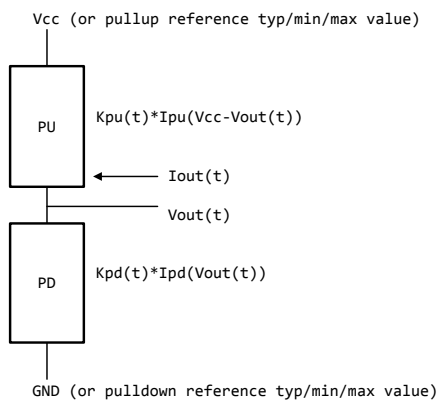 Vcc (or pullup reference typ/min/max value)
PU
Kpu(t)*Ipu(Vcc-Vout(t))
Iout(t)
Vout(t)
PD
Kpd(t)*Ipd(Vout(t))
GND (or pulldown reference typ/min/max value)